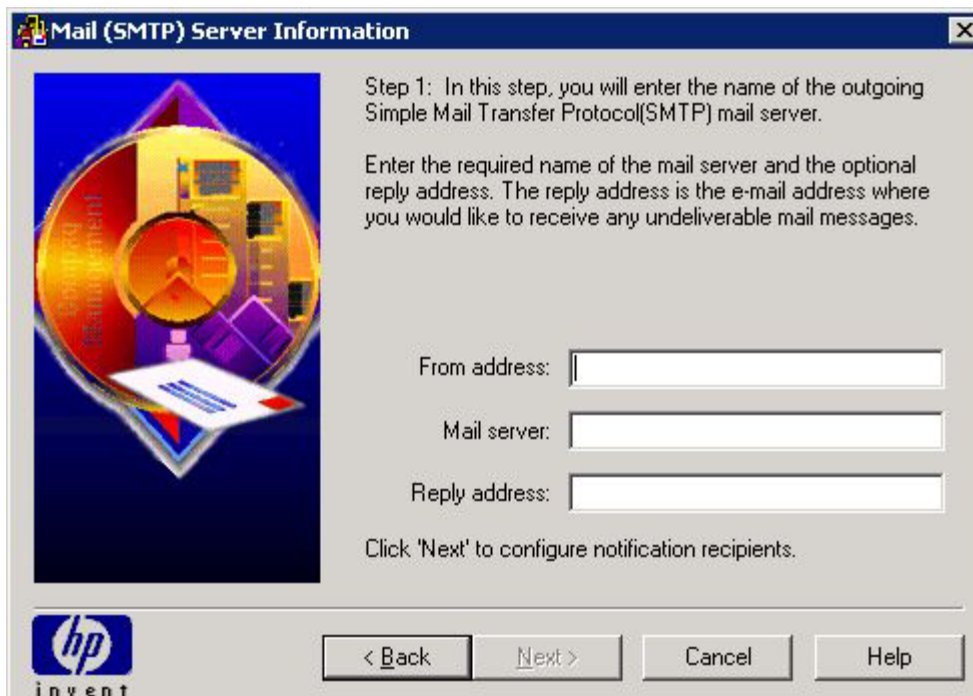 Mail (SMTP) Server Information
Step 1: In this step, you will enter the name of the outgoing
Simple Mail Transfer Protocol(SMTP) mail server.
Enter the required name of the mail server and the optional
reply address. The reply address is the e-mail address where
you would like to receive any undeliverable mail messages.
Compaq
Management
From address:
Mail server:
Reply address:
Click 'Next' to configure notification recipients.
hp
invent
< Back
Next >
Cancel
Help